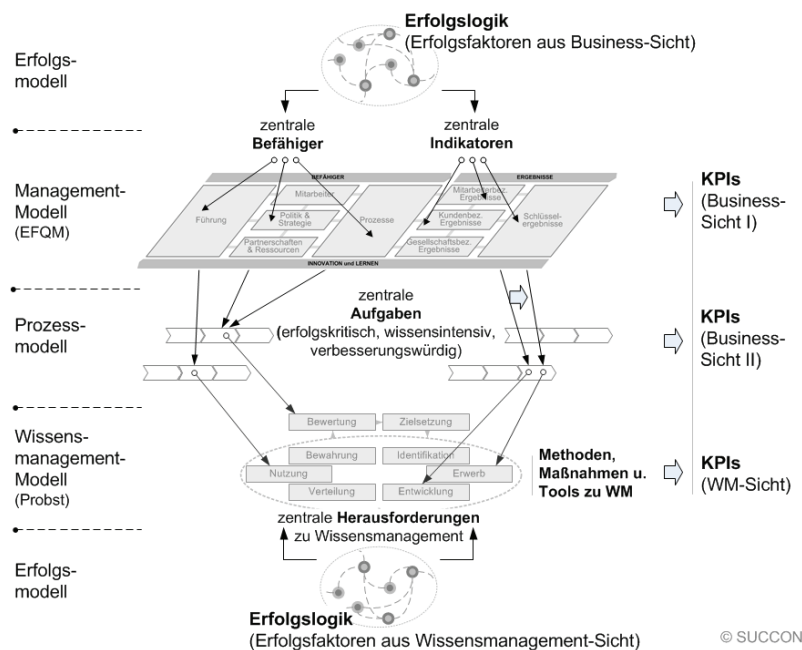 Erfolgslogik
(Erfolgsfaktoren aus Business-Sicht)
Erfolgs-
modell
zentrale
Befähiger
zentrale
Indikatoren
Management-
Modell
(EFQM)
BEFÄHIGER
ERGEBNISSE
Führung
Mitarbeiter
Politik &
Strategie
Partnerschaften
& Ressourcen
Prozesse
Mitarbeiterbez.
Ergebnisse
Kundenbez.
Ergebnisse
Gesellschaftsbez.
Ergebnisse
Schlüssel-
ergebnisse
INNOVATION und LERNEN
KPIs
(Business-
Sicht I)
Prozess-
modell
zentrale
Aufgaben
(erfolgskritisch, wissensintensiv,
verbesserungswürdig)
KPIs
(Business-
Sicht II)
Wissens-
management-
Modell
(Probst)
Bewertung
Zielsetzung
Bewahrung
Identifikation
Nutzung
Erwerb
Verteilung
Entwicklung
Methoden,
Maßnahmen u.
Tools zu WM
KPIs
(WM-Sicht)
zentrale Herausforderungen
zu Wissensmanagement
Erfolgs-
modell
Erfolgslogik
(Erfolgsfaktoren aus Wissensmanagement-Sicht)
© SUCCON